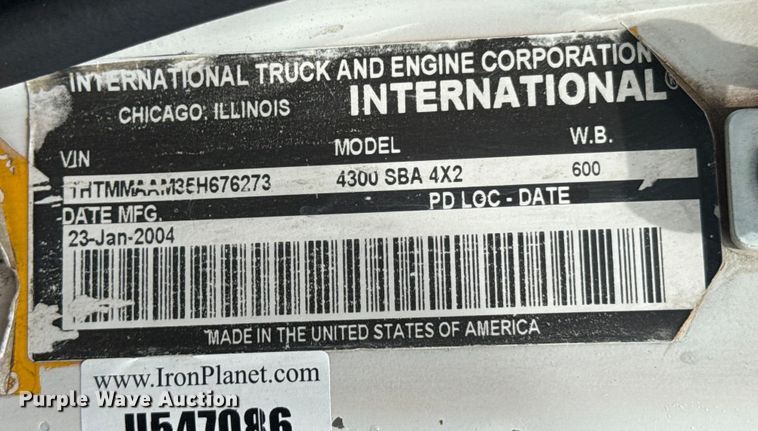 INTERNATIONAL TRUCK AND ENGINE CORPORATION
CHICAGO, ILLINOIS
INTERNATIONAL®
VIN MODEL W.B.
1HTMMAAM35H676273 4300 SBA 4X2 600
DATE MFG. PD LOC - DATE
23-Jan-2004
MADE IN THE UNITED STATES OF AMERICA
www.IronPlanet.com
Purple Wave Auction
U547086